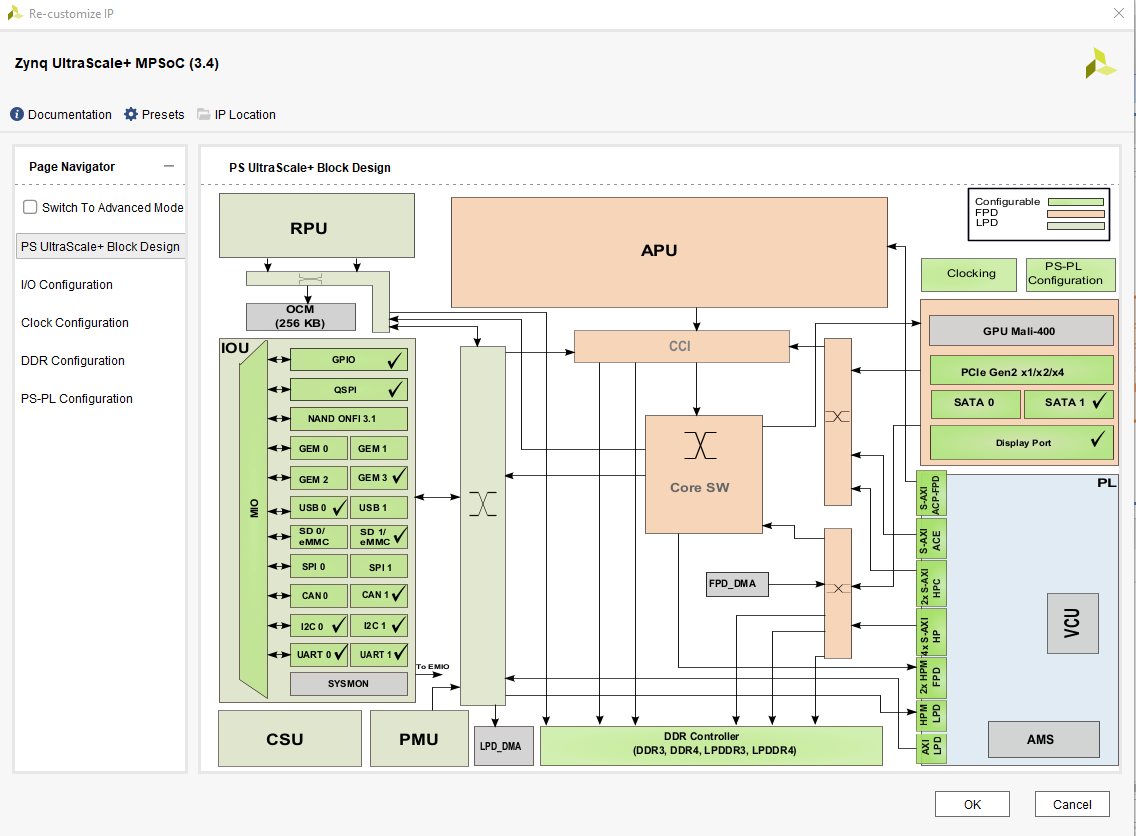 Re-customize IP
Zynq UltraScale+ MPSoC (3.4)
Documentation
Presets
IP Location
Page Navigator
Switch To Advanced Mode
PS UltraScale+ Block Design
I/O Configuration
Clock Configuration
DDR Configuration
PS-PL Configuration
PS UltraScale+ Block Design
RPU
OCM
(256 KB)
APU
Configurable
FPD
LPD
Clocking
PS-PL
Configuration
GPU Mali-400
PCIe Gen2 x1/x2/x4
SATA 0
SATA 1
Display Port
CCI
Core SW
FPD_DMA
IOU
MIO
GPIO
QSPI
NAND ONFI 3.1
GEM 0
GEM 1
GEM 2
GEM 3
USB 0
USB 1
SD 0/
eMMC
SD 1/
eMMC
SPI 0
SPI 1
CAN 0
CAN 1
I2C 0
I2C 1
UART 0
UART 1
SYSMON
To EMIO
PL
S-AXI
ACP-FPD
S-AXI
ACE
2x S-AXI
HPC
4x S-AXI
HP
2x HPM
FPD
HPM
LPD
AXI
LPD
VCU
AMS
CSU
PMU
LPD_DMA
DDR Controller
(DDR3, DDR4, LPDDR3, LPDDR4)
OK
Cancel